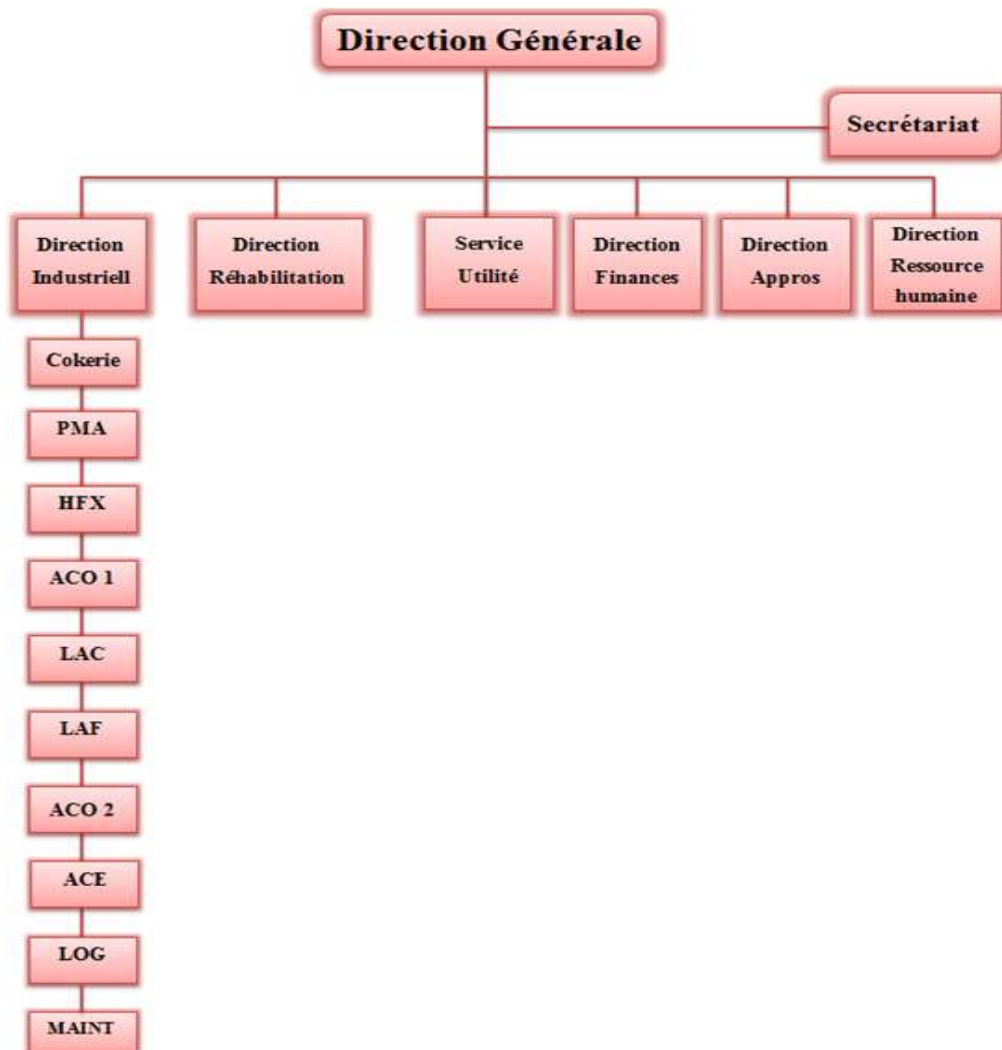 Direction Générale
Secrétariat
Direction
Industriell
Direction
Réhabilitation
Service
Utilité
Direction
Finances
Direction
Appros
Direction
Ressource
humaine
Cokerie
PMA
HFX
ACO 1
LAC
LAF
ACO 2
ACE
LOG
MAINT